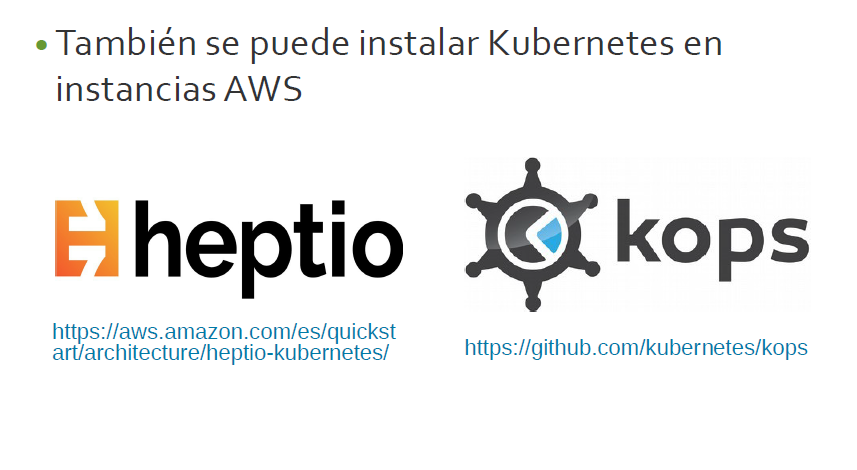 • También se puede instalar Kubernetes en
instancias AWS
heptio
kops
https://aws.amazon.com/es/quickst
art/architecture/heptio-kubernetes/
https://github.com/kubernetes/kops